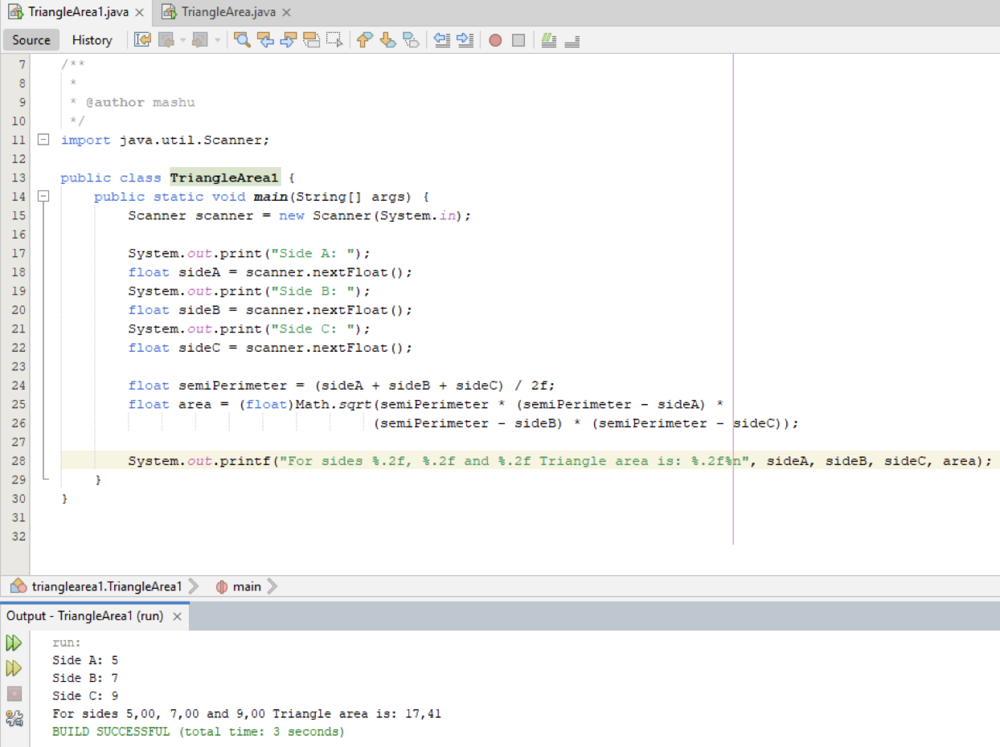 TriangleArea1.java TriangleArea.java
Source History
7 /**
8 *
9 * @author mashu
10 */
11 import java.util.Scanner;
12
13 public class TriangleArea1 {
14 public static void main(String[] args) {
15 Scanner scanner = new Scanner(System.in);
16
17 System.out.print("Side A: ");
18 float sideA = scanner.nextFloat();
19 System.out.print("Side B: ");
20 float sideB = scanner.nextFloat();
21 System.out.print("Side C: ");
22 float sideC = scanner.nextFloat();
23
24 float semiPerimeter = (sideA + sideB + sideC) / 2f;
25 float area = (float)Math.sqrt(semiPerimeter * (semiPerimeter - sideA) *
26 (semiPerimeter - sideB) * (semiPerimeter - sideC));
27
28 System.out.printf("For sides %.2f, %.2f and %.2f Triangle area is: %.2f%n", sideA, sideB, sideC, area);
29 }
30 }
31
32
trianglearea1.TriangleArea1 main
Output - TriangleArea1 (run)
run:
Side A: 5
Side B: 7
Side C: 9
For sides 5,00, 7,00 and 9,00 Triangle area is: 17,41
BUILD SUCCESSFUL (total time: 3 seconds)